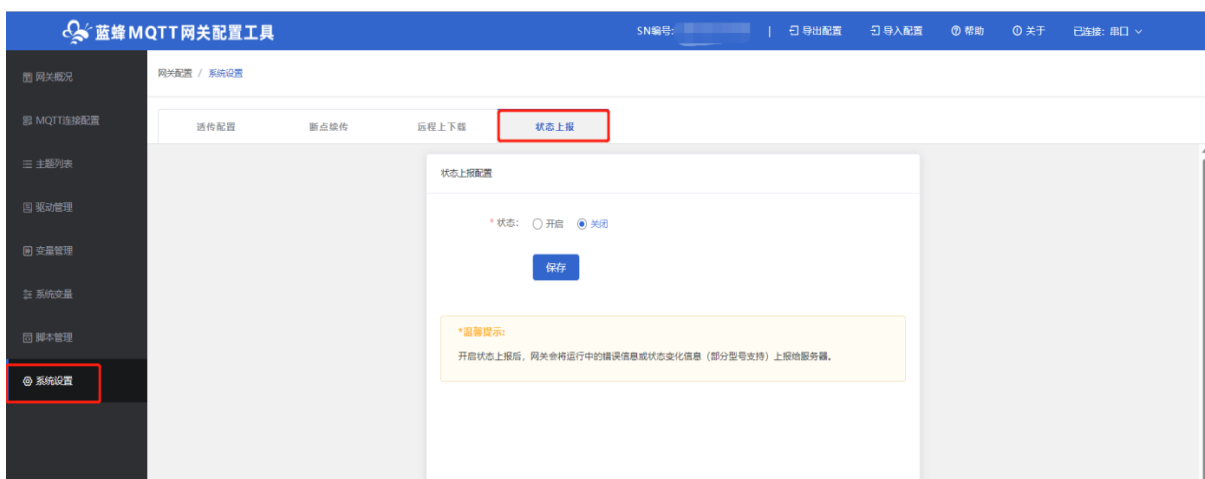 蓝蜂MQTT网关配置工具
SN编号:
导出配置
导入配置
帮助
关于
已连接: 串口
网关概况
MQTT连接配置
主题列表
驱动管理
变量管理
系统变量
脚本管理
系统设置
网关配置 / 系统设置
透传配置
断点续传
远程上下载
状态上报
状态上报配置
* 状态: 开启 关闭
保存
*温馨提示:
开启状态上报后，网关会将运行中的错误信息或状态变化信息（部分型号支持）上报给服务器。